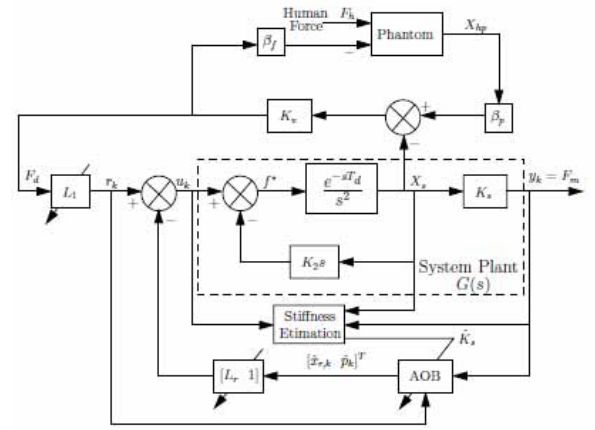 Human F_h
Force
β_f
−
Phantom
X_hp
K_v
+
−
β_p
F_d
L_1
r_k
+
−
u_k
+
−
f*
e^{-sT_d}
s^2
X_s
K_s
y_k = F_m
K_2s
System Plant
G(s)
Stiffness
Etimation
K̂_s
[x̂_{r,k} p̂_k]^T
[L_r 1]
AOB